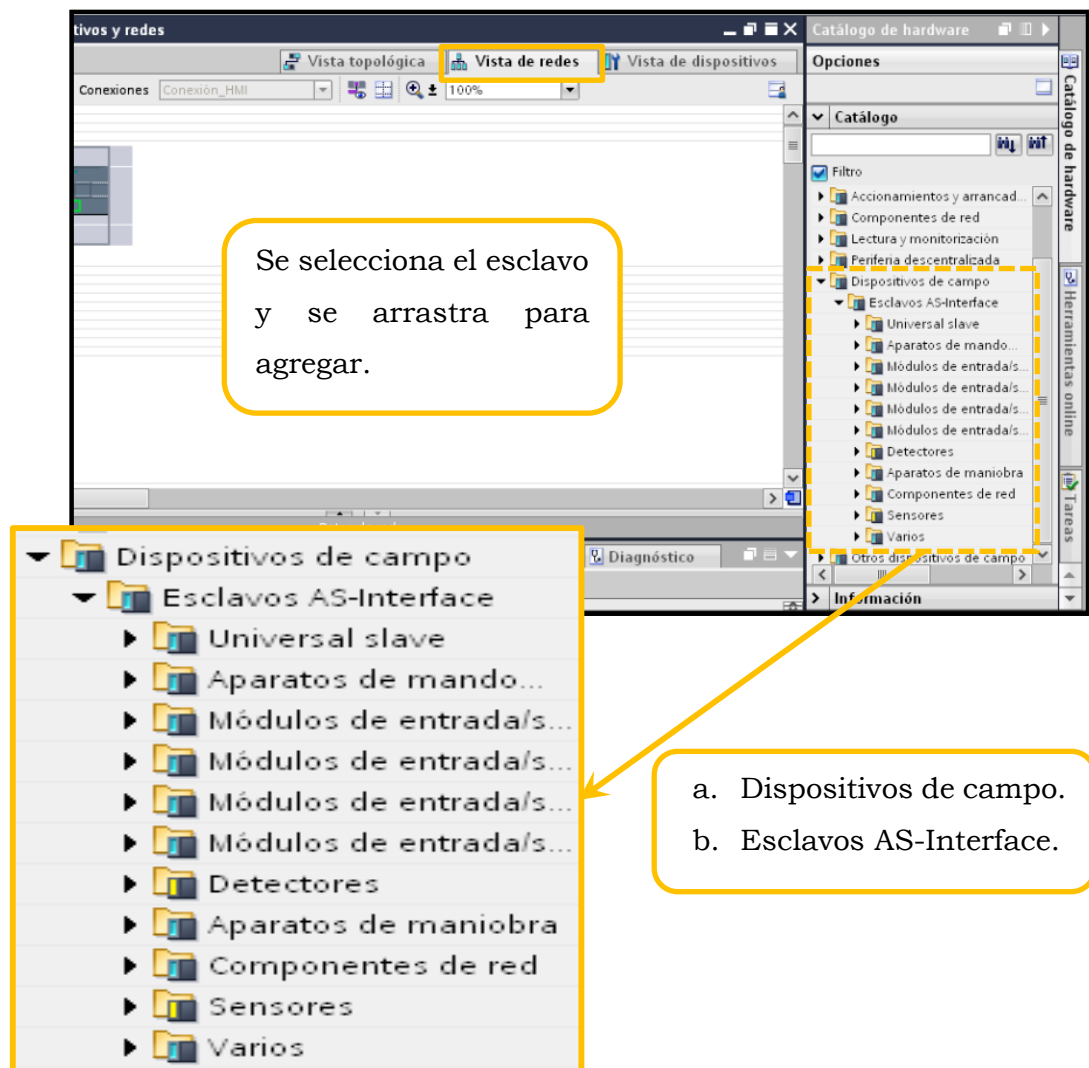 tivos y redes
Catálogo de hardware
Vista topológica
Vista de redes
Vista de dispositivos
Opciones
Conexiones
Conexión_HMI
100%
Catálogo
Filtro
Accionamientos y arrancad...
Componentes de red
Lectura y monitorización
Periferia descentralizada
Dispositivos de campo
Esclavos AS-Interface
Universal slave
Aparatos de mando...
Módulos de entrada/s...
Módulos de entrada/s...
Módulos de entrada/s...
Módulos de entrada/s...
Detectores
Aparatos de maniobra
Componentes de red
Sensores
Varios
Otros dispositivos de campo
Información
Catálogo de hardware
Herramientas online
Tareas
Se selecciona el esclavo
y se arrastra para
agregar.
Diagnóstico
Dispositivos de campo
Esclavos AS-Interface
Universal slave
Aparatos de mando...
Módulos de entrada/s...
Módulos de entrada/s...
Módulos de entrada/s...
Módulos de entrada/s...
Detectores
Aparatos de maniobra
Componentes de red
Sensores
Varios
a. Dispositivos de campo.
b. Esclavos AS-Interface.